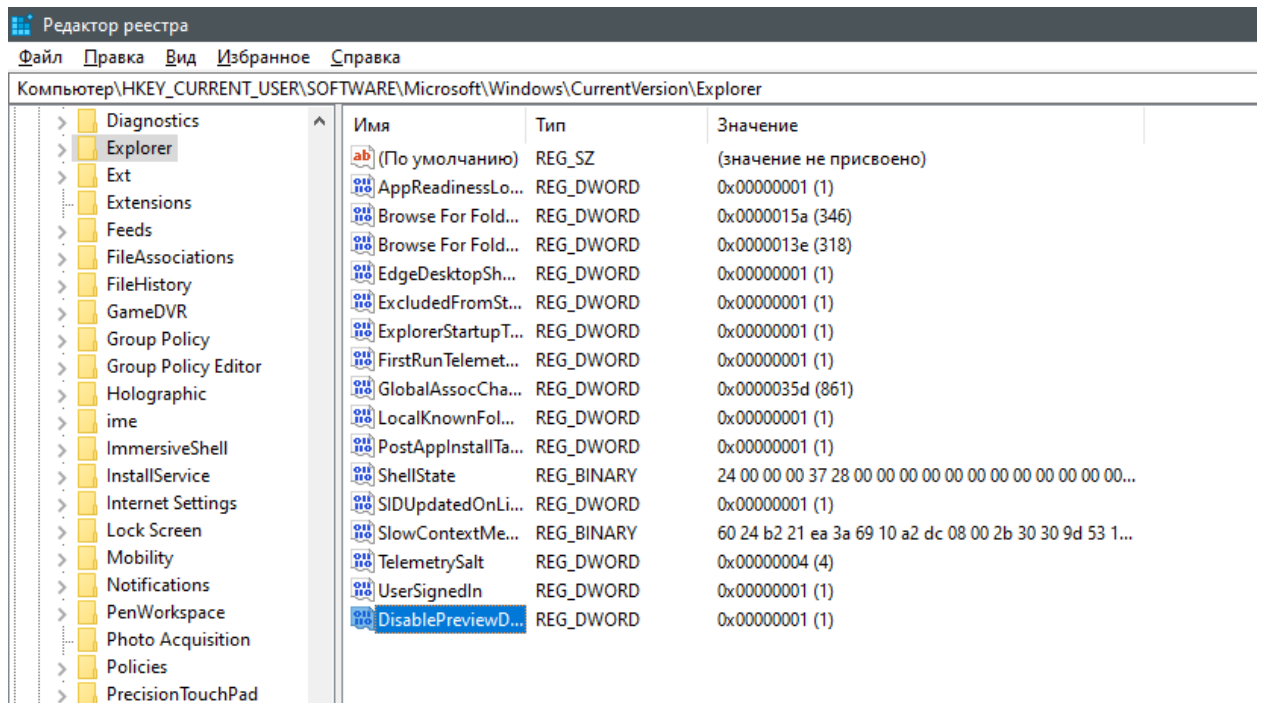 Редактор реестра
Файл Правка Вид Избранное Справка
Компьютер\HKEY_CURRENT_USER\SOFTWARE\Microsoft\Windows\CurrentVersion\Explorer
Diagnostics
Explorer
Ext
Extensions
Feeds
FileAssociations
FileHistory
GameDVR
Group Policy
Group Policy Editor
Holographic
ime
ImmersiveShell
InstallService
Internet Settings
Lock Screen
Mobility
Notifications
PenWorkspace
Photo Acquisition
Policies
PrecisionTouchPad
Имя Тип Значение
(По умолчанию) REG_SZ (значение не присвоено)
AppReadinessLo... REG_DWORD 0x00000001 (1)
Browse For Fold... REG_DWORD 0x0000015a (346)
Browse For Fold... REG_DWORD 0x0000013e (318)
EdgeDesktopSh... REG_DWORD 0x00000001 (1)
ExcludedFromSt... REG_DWORD 0x00000001 (1)
ExplorerStartupT... REG_DWORD 0x00000001 (1)
FirstRunTelemet... REG_DWORD 0x00000001 (1)
GlobalAssocCha... REG_DWORD 0x0000035d (861)
LocalKnownFol... REG_DWORD 0x00000001 (1)
PostAppInstallTa... REG_DWORD 0x00000001 (1)
ShellState REG_BINARY 24 00 00 00 37 28 00 00 00 00 00 00 00 00 00 00 00 00...
SIDUpdatedOnLi... REG_DWORD 0x00000001 (1)
SlowContextMe... REG_BINARY 60 24 b2 21 ea 3a 69 10 a2 dc 08 00 2b 30 30 9d 53 1...
TelemetrySalt REG_DWORD 0x00000004 (4)
UserSignedIn REG_DWORD 0x00000001 (1)
DisablePreviewD... REG_DWORD 0x00000001 (1)